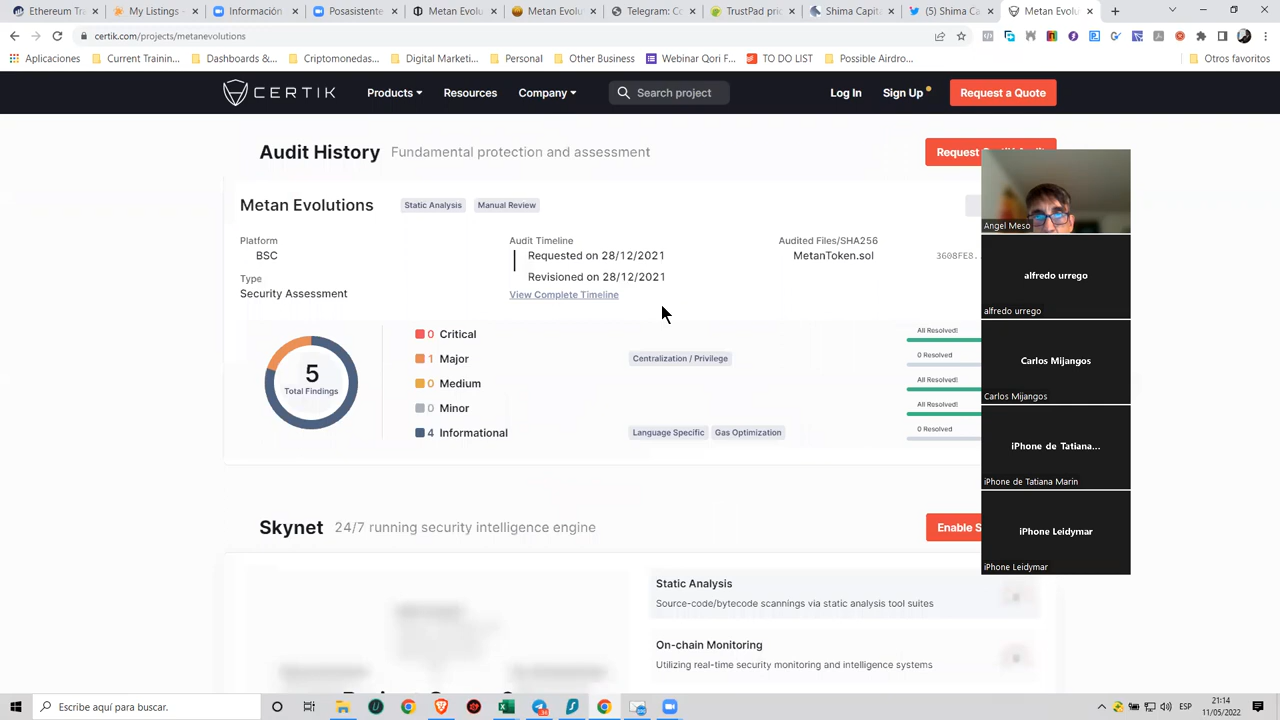 Ethereum Pric
My Listings -
Información
Posasistente
Metan Evoluti
Metan Evolut
Telegram: Co
TrustPad pri
Shima Capita
(5) Shima Ca
Metan Evoluti
certik.com/projects/metanevolutions
Aplicaciones
Current Trainin...
Dashboards &...
Criptomonedas...
Digital Marketi...
Personal
Other Business
Webinar Qori F...
TO DO LIST
Possible Airdro...
Otros favoritos
CERTIK
Products
Resources
Company
Search project
Log In
Sign Up
Request a Quote
Audit History
Fundamental protection and assessment
Metan Evolutions
Static Analysis
Manual Review
Platform
BSC
Type
Security Assessment
Audit Timeline
Requested on 28/12/2021
Revisioned on 28/12/2021
View Complete Timeline
Audited Files/SHA256
MetanToken.sol
3608FE8..
5
Total Findings
0 Critical
1 Major
Centralization / Privilege
0 Medium
0 Minor
4 Informational
Language Specific
Gas Optimization
All Resolved!
0 Resolved
All Resolved!
All Resolved!
0 Resolved
Angel Meso
alfredo urrego
alfredo urrego
Carlos Mijangos
Carlos Mijangos
iPhone de Tatiana...
iPhone de Tatiana Marin
iPhone Leidymar
iPhone Leidymar
Skynet
24/7 running security intelligence engine
Enable S
Static Analysis
Source-code/bytecode scannings via static analysis tool suites
On-chain Monitoring
Utilizing real-time security monitoring and intelligence systems
Escribe aquí para buscar.
ESP
21:14
11/05/2022